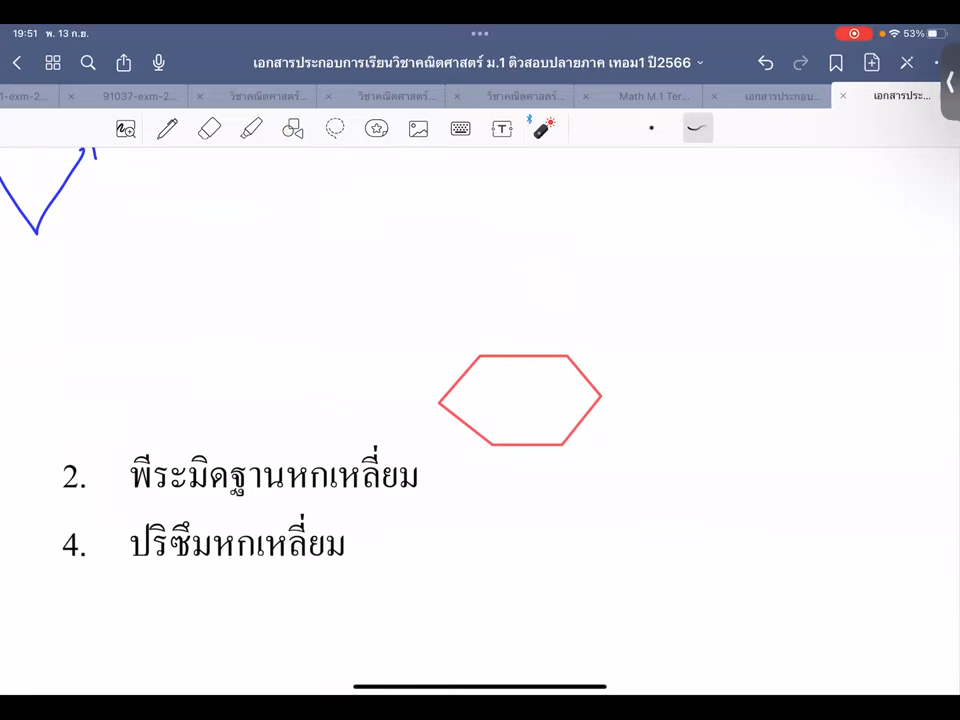 19:51 พ. 13 ก.ย. 53%
เอกสารประกอบการเรียนวิชาคณิตศาสตร์ ม.1 ติวสอบปลายภาค เทอม1 ปี2566
1-exm-2... 91037-exm-2... วิชาคณิตศาสตร์... วิชาคณิตศาสตร์... วิชาคณิตศาสตร์... Math M.1 Ter... เอกสารประกอบ... เอกสารประ...
2. พีระมิดฐานหกเหลี่ยม
4. ปริซึมหกเหลี่ยม